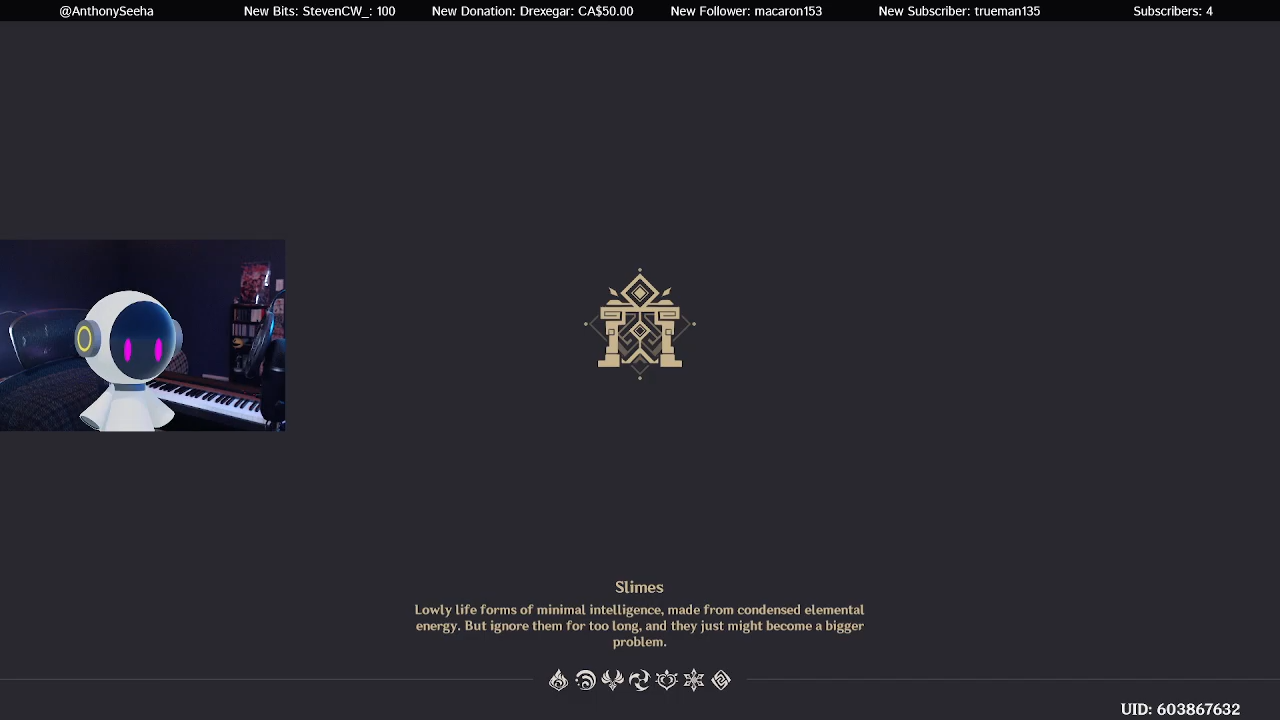 @AnthonySeeha New Bits: StevenCW_: 100 New Donation: Drexegar: CA$50.00 New Follower: macaron153 New Subscriber: trueman135 Subscribers: 4
Slimes
Lowly life forms of minimal intelligence, made from condensed elemental
energy. But ignore them for too long, and they just might become a bigger
problem.
UID: 603867632